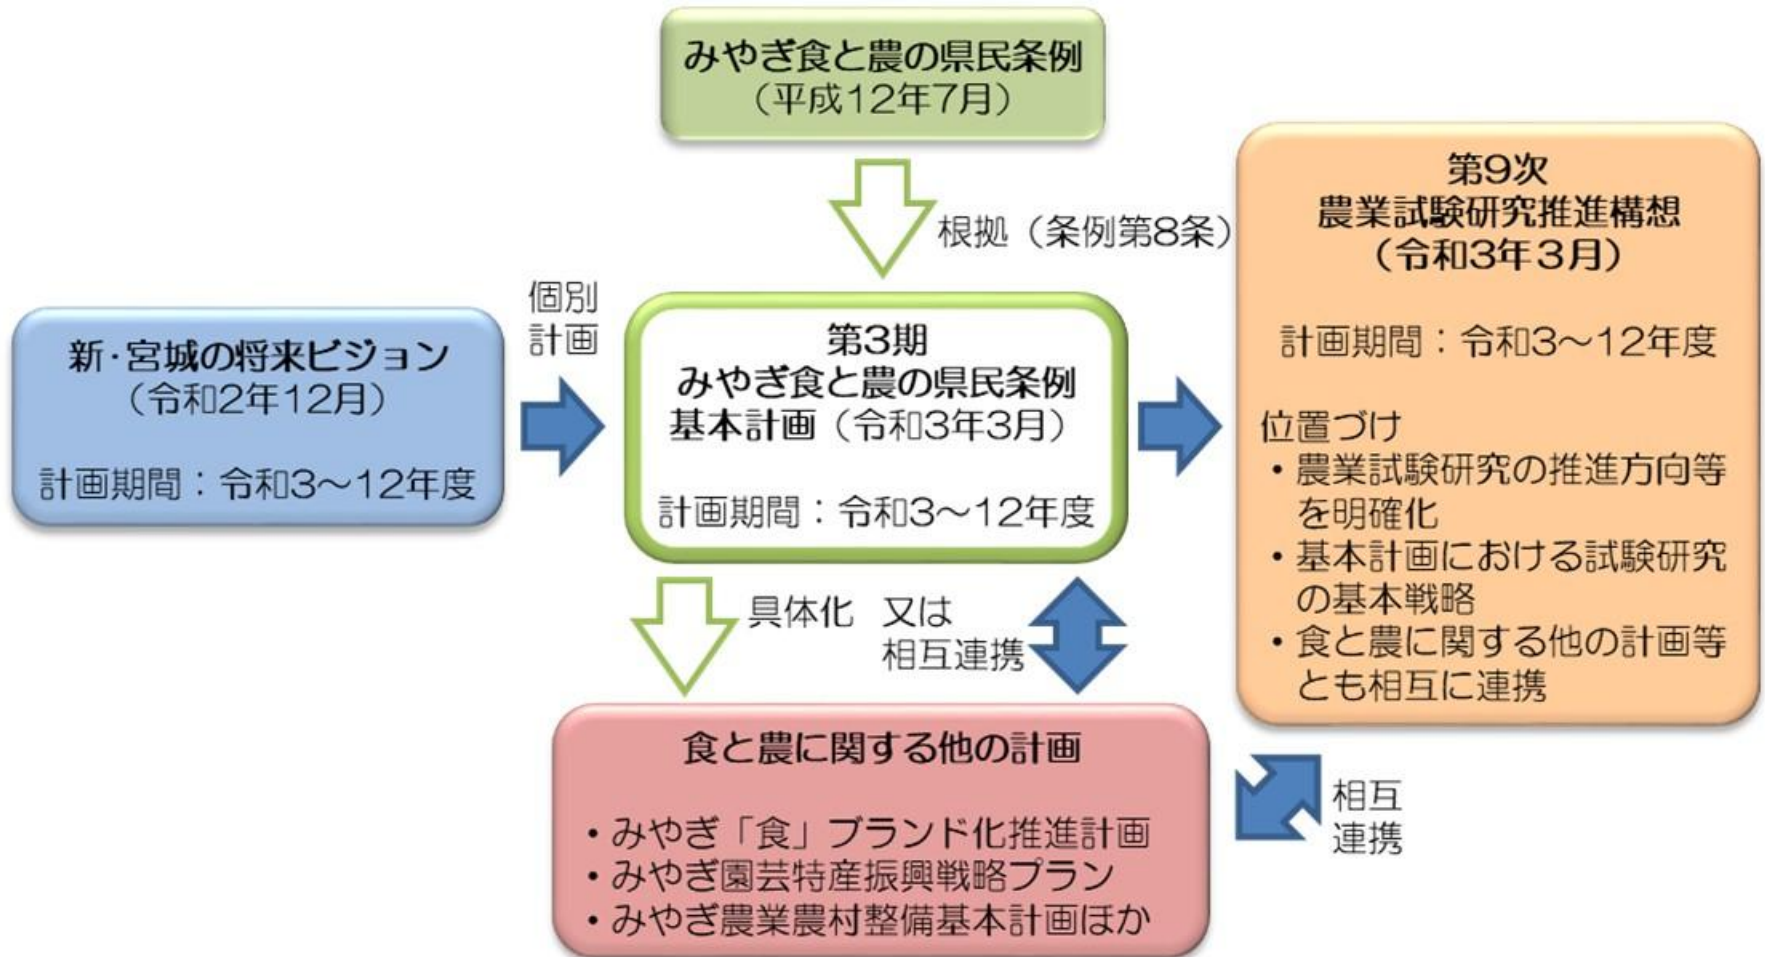 みやぎ食と農の県民条例
（平成12年7月）
根拠（条例第8条）
新・宮城の将来ビジョン
（令和2年12月）
計画期間：令和3～12年度
個別
計画
第3期
みやぎ食と農の県民条例
基本計画（令和3年3月）
計画期間：令和3～12年度
第9次
農業試験研究推進構想
（令和3年３月）
計画期間：令和3～12年度
位置づけ
・農業試験研究の推進方向等
を明確化
・基本計画における試験研究
の基本戦略
・食と農に関する他の計画等
とも相互に連携
具体化　又は
相互連携
食と農に関する他の計画
・みやぎ「食」ブランド化推進計画
・みやぎ園芸特産振興戦略プラン
・みやぎ農業農村整備基本計画ほか
相互
連携